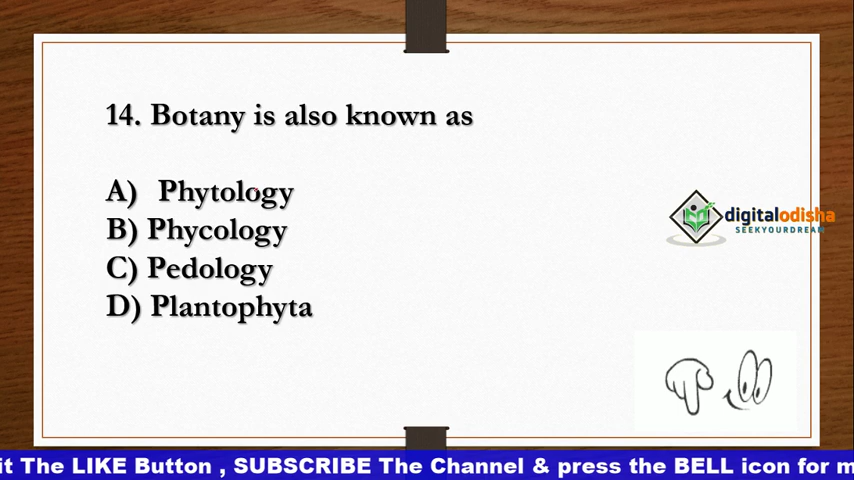 14. Botany is also known as
A) Phytology
B) Phycology
C) Pedology
D) Plantophyta
digitalodisha
SEEKYOURDREAM
it The LIKE Button , SUBSCRIBE The Channel & press the BELL icon for m